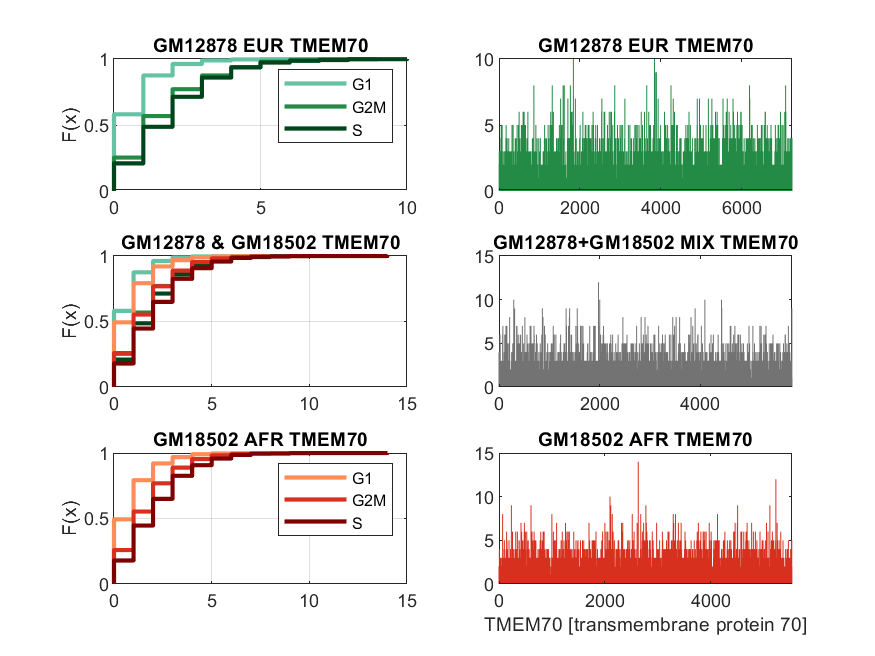 GM12878 EUR TMEM70
F(x)
1
0.5
0
0 5 10
G1
G2M
S
GM12878 EUR TMEM70
10
5
0
0 2000 4000 6000
GM12878 & GM18502 TMEM70
F(x)
1
0.5
0
0 5 10 15
GM12878+GM18502 MIX TMEM70
15
10
5
0
0 2000 4000
GM18502 AFR TMEM70
F(x)
1
0.5
0
0 5 10 15
G1
G2M
S
GM18502 AFR TMEM70
15
10
5
0
0 2000 4000
TMEM70 [transmembrane protein 70]